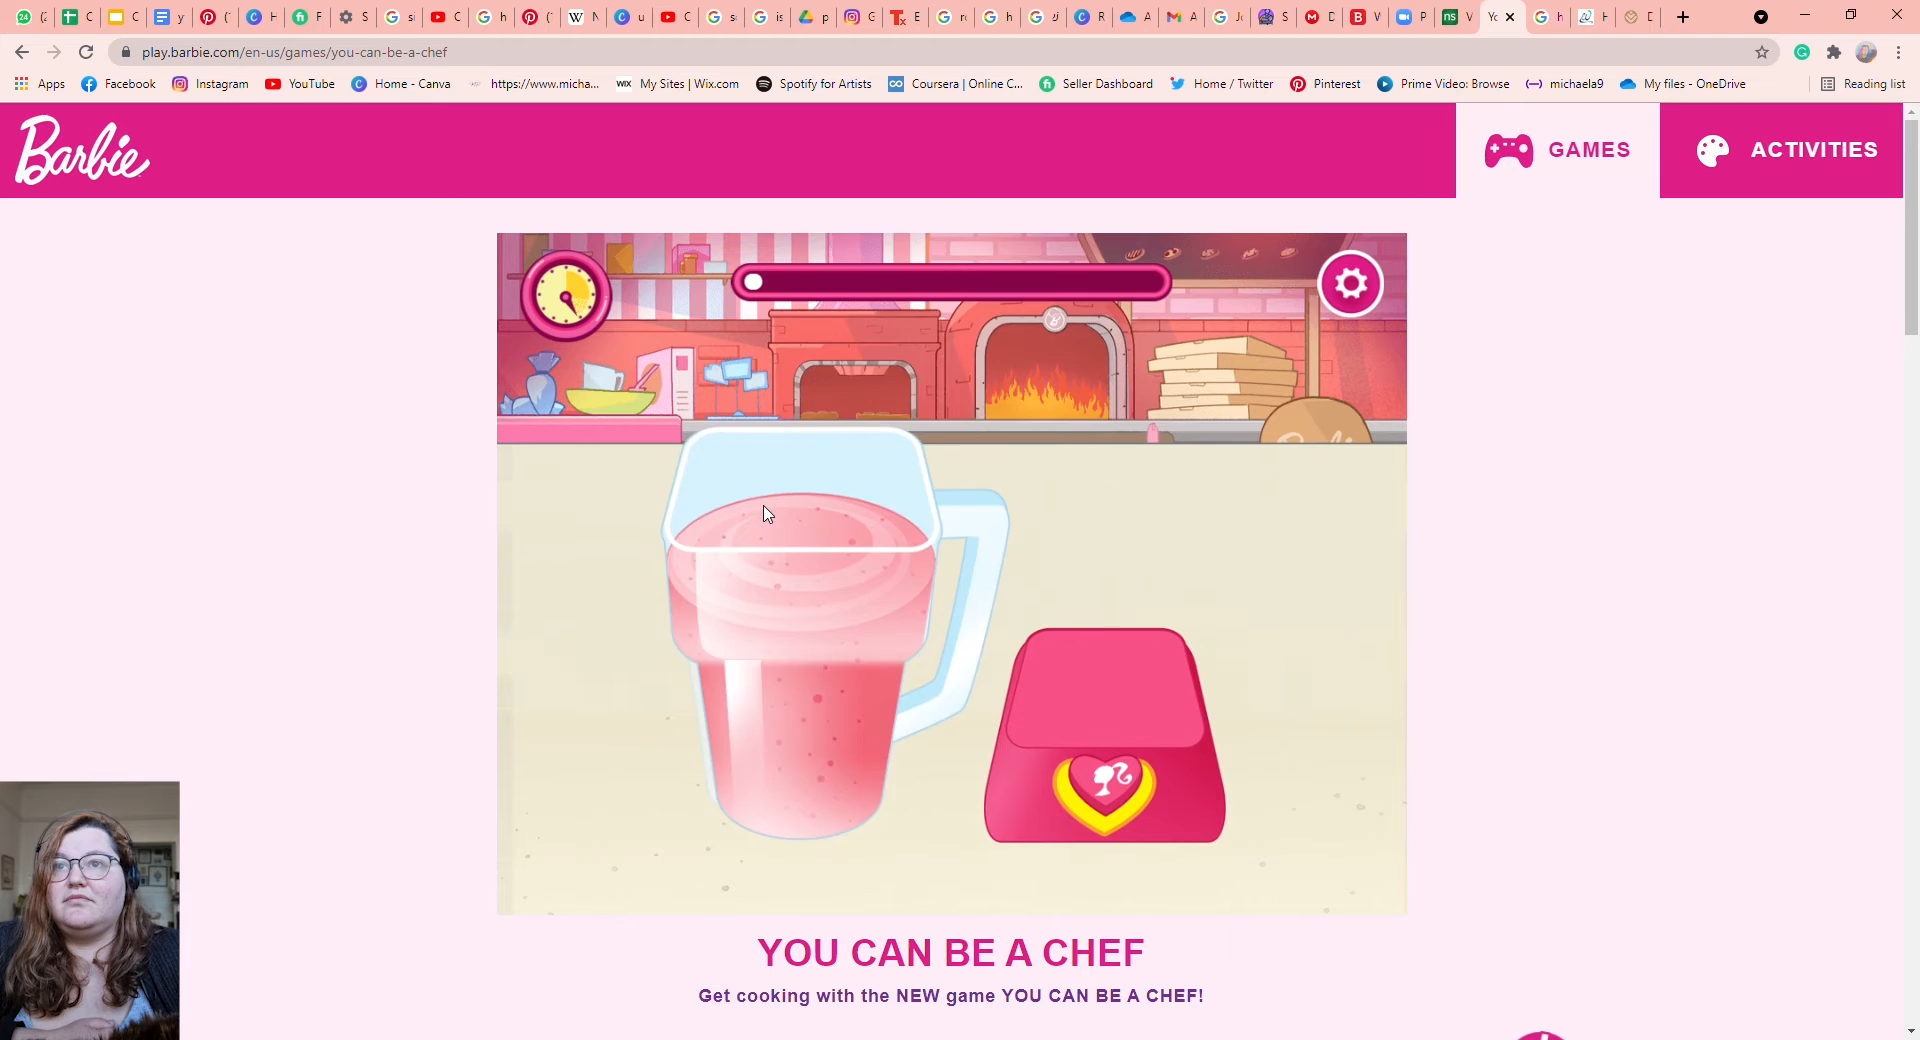 play.barbie.com/en-us/games/you-can-be-a-chef
Apps Facebook Instagram YouTube Home - Canva https://www.micha... WIX My Sites | Wix.com Spotify for Artists Coursera | Online C... Seller Dashboard Home / Twitter Pinterest Prime Video: Browse michaela9 My files - OneDrive Reading list
Barbie GAMES ACTIVITIES
YOU CAN BE A CHEF
Get cooking with the NEW game YOU CAN BE A CHEF!